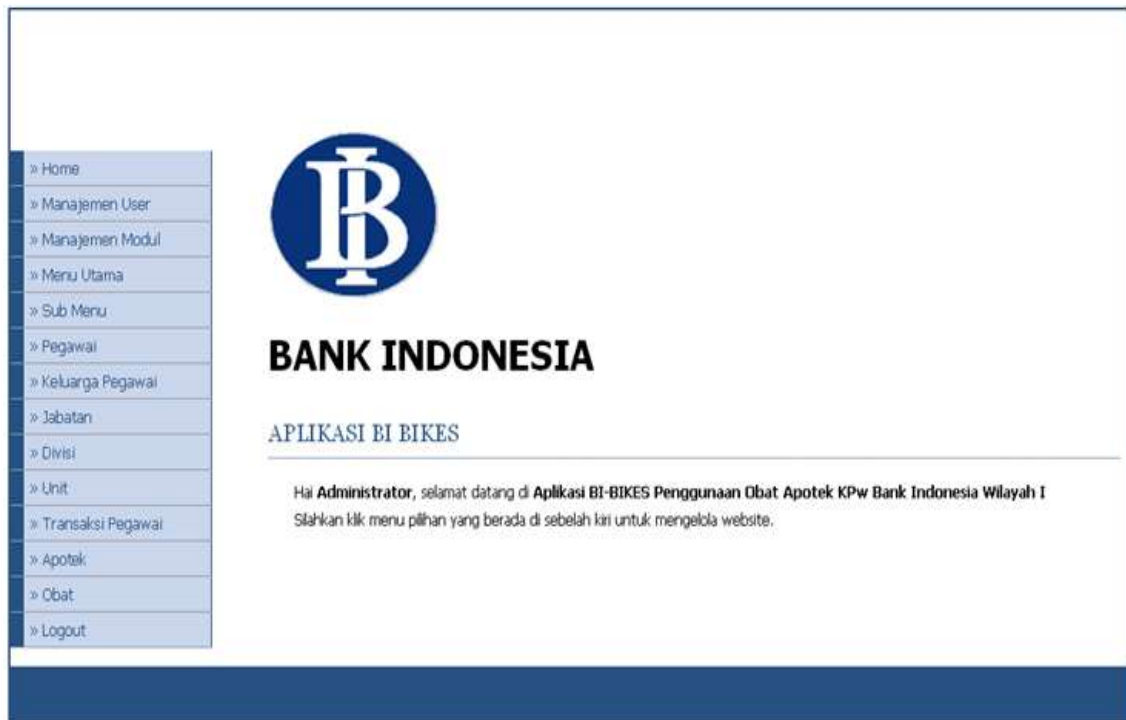 » Home
» Manajemen User
» Manajemen Modul
» Menu Utama
» Sub Menu
» Pegawai
» Keluarga Pegawai
» Jabatan
» Divisi
» Unit
» Transaksi Pegawai
» Apotek
» Obat
» Logout
BI
BANK INDONESIA
APLIKASI BI BIKES
Hai Administrator, selamat datang di Aplikasi BI-BIKES Penggunaan Obat Apotek KPw Bank Indonesia Wilayah I
Silahkan klik menu pilihan yang berada di sebelah kiri untuk mengelola website.